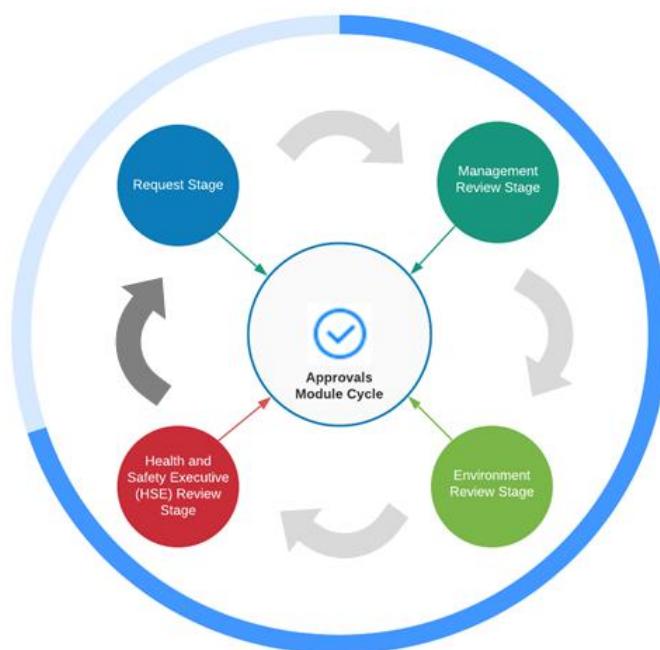 Request Stage
Management
Review Stage
Approvals
Module Cycle
Health and
Safety Executive
(HSE) Review
Stage
Environment
Review Stage